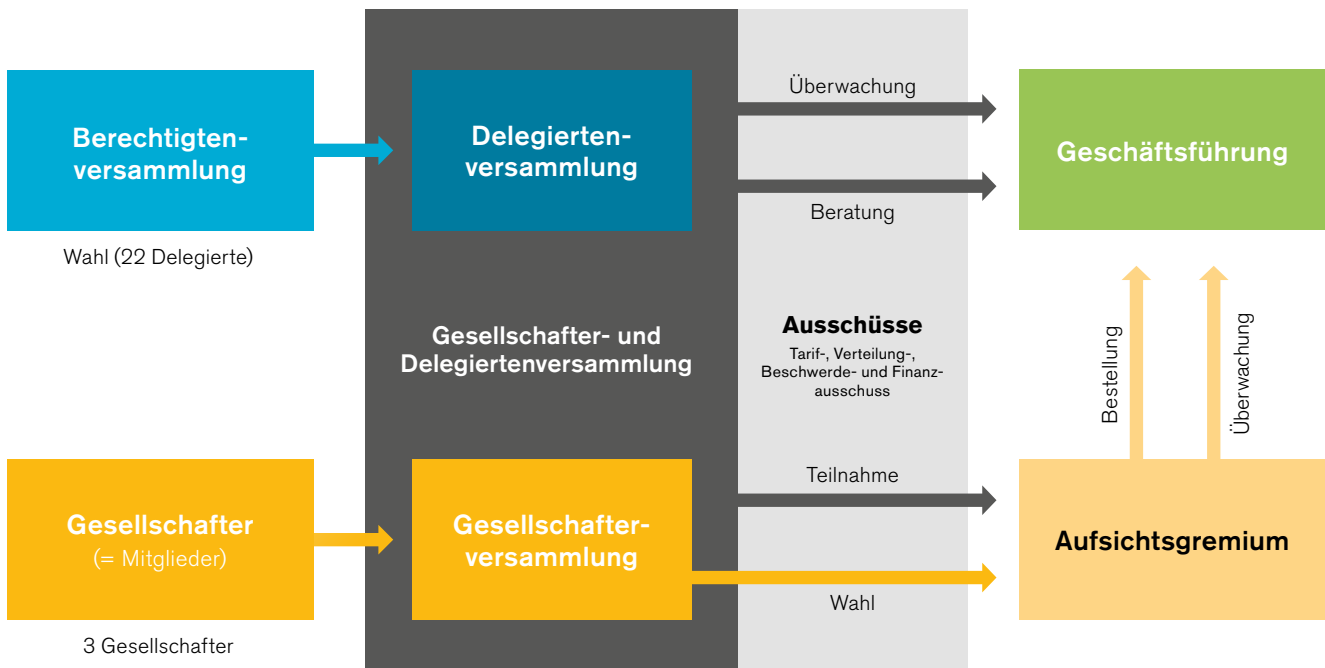 Berechtigten-
versammlung
Wahl (22 Delegierte)
Delegierten-
versammlung
Überwachung
Beratung
Geschäftsführung
Gesellschafter- und
Delegiertenversammlung
Ausschüsse
Tarif-, Verteilung-,
Beschwerde- und Finanz-
ausschuss
Bestellung
Überwachung
Gesellschafter
(= Mitglieder)
3 Gesellschafter
Gesellschafter-
versammlung
Teilnahme
Wahl
Aufsichtsgremium